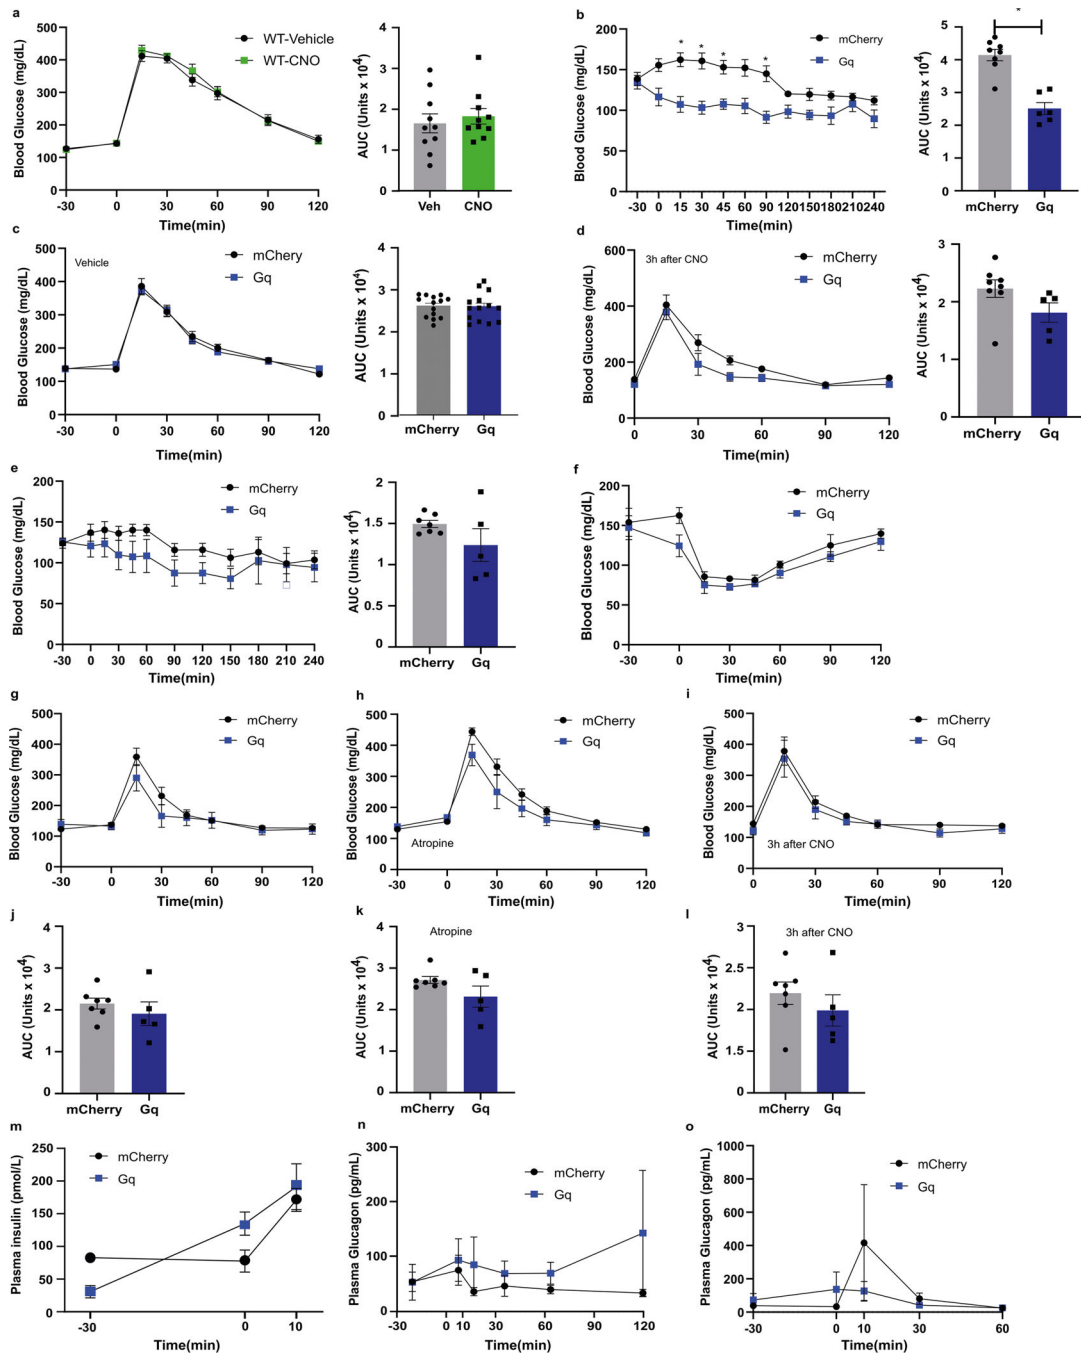 a
Blood Glucose (mg/dL)
500
400
300
200
100
0
-30 0 30 60 90 120
Time(min)
WT-Vehicle
WT-CNO
AUC (Units x 10⁴)
4
3
2
1
0
Veh CNO
b
Blood Glucose (mg/dL)
200
150
100
50
0
-30 0 15 30 45 60 90 120 150 180 210 240
Time(min)
* * * *
mCherry
Gq
*
AUC (Units x 10⁴)
5
4
3
2
1
0
mCherry Gq
c
Vehicle
Blood Glucose (mg/dL)
500
400
300
200
100
0
-30 0 30 60 90 120
Time(min)
mChery
Gq
AUC (Units x 10⁴)
4
3
2
1
0
mCherry Gq
d
3h after CNO
Blood Glucose (mg/dL)
600
400
200
0
0 30 60 90 120
Time(min)
mCherry
Gq
AUC (Units x 10⁴)
3
2
1
0
mCherry Gq
e
Blood Glucose (mg/dL)
200
150
100
50
0
-30 0 30 60 90 120 150 180 210 240
Time(min)
mCherry
Gq
AUC (Units x 10⁴)
2
1.5
1
0.5
0
mCherry Gq
f
Blood Glucose (mg/dL)
200
150
100
50
0
-30 0 30 60 90 120
Time(min)
mCherry
Gq
g
Blood Glucose (mg/dL)
500
400
300
200
100
0
-30 0 30 60 90 120
Time(min)
mCherry
Gq
h
Blood Glucose (mg/dL)
500
400
300
200
100
0
Atropine
-30 0 30 60 90 120
Time(min)
mCherry
Gq
i
Blood Glucose (mg/dL)
500
400
300
200
100
0
3h after CNO
0 30 60 90 120
Time(min)
mCherry
Gq
j
AUC (Units x 10⁴)
4
3
2
1
0
mCherry Gq
k
Atropine
AUC (Units x 10⁴)
4
3
2
1
0
mCherry Gq
l
3h after CNO
AUC (Units x 10⁴)
3
2.5
2
1.5
1
mCherry Gq
m
Plasma insulin (pmol/L)
250
200
150
100
50
0
-30 0 10
Time(min)
mCherry
Gq
n
Plasma Glucagon (pg/mL)
300
200
100
0
-30 0 10 30 60 90 120
Time(min)
mCherry
Gq
o
Plasma Glucagon (pg/mL)
1000
800
600
400
200
0
-30 0 10 30 60
Time(min)
mCherry
Gq